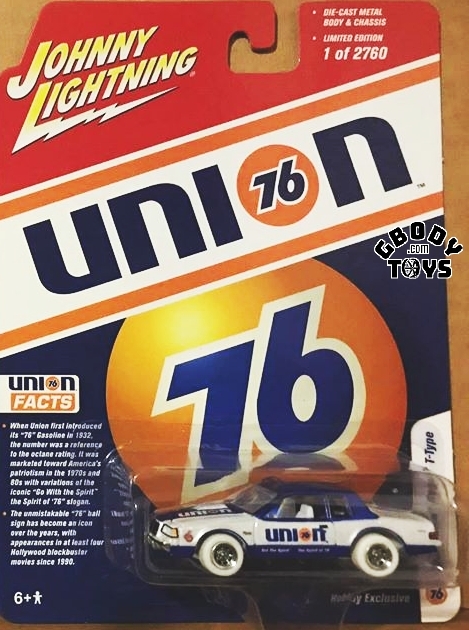 JOHNNY
LIGHTNING
• DIE-CAST METAL
BODY & CHASSIS
• LIMITED EDITION
1 of 2760
UNION 76 ™
GBODY
.com
TOYS
76
UNION 76
FACTS
• When Union first introduced
its "76" Gasoline in 1932,
the number was a reference
to the octane rating. It was
marketed toward America's
patriotism in the 1970s and
80s with variations of the
iconic "Go With the Spirit"
the Spirit of "76" slogan.
• The unmistakable "76" ball
sign has become an icon
over the years, with
appearances in at least four
Hollywood blockbuster
movies since 1990.
T-Type
UNION
UNION 76
6+
Hobby Exclusive
76